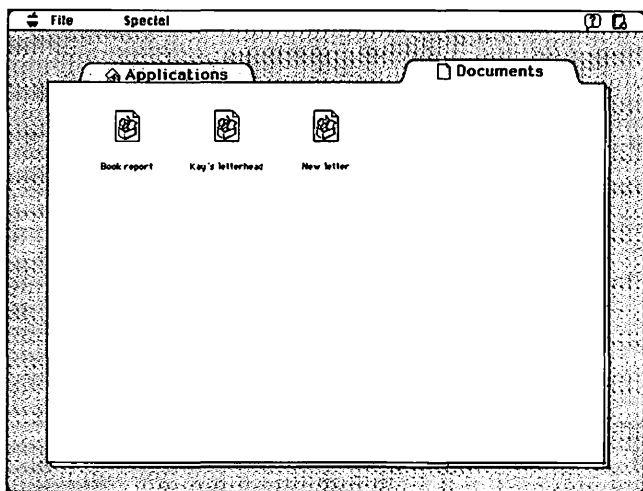 File Special
Applications
Documents
Book report Kay's letterhead New letter